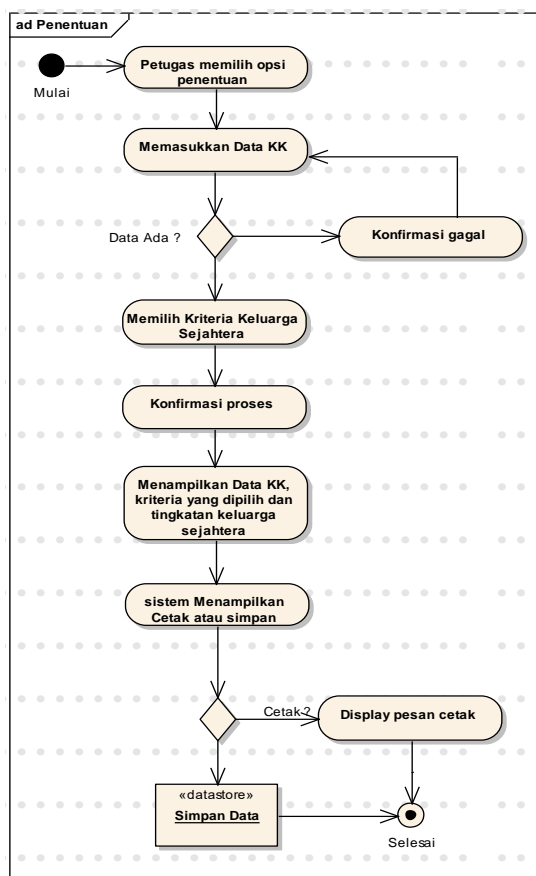 ad Penentuan
Petugas memilih opsi
penentuan
Mulai
Memasukkan Data KK
Data Ada ?
Konfirmasi gagal
Memilih Kriteria Keluarga
Sejahtera
Konfirmasi proses
Menampilkan Data KK,
kriteria yang dipilih dan
tingkatan keluarga
sejahtera
sistem Menampilkan
Cetak atau simpan
Cetak ?
Display pesan cetak
«datastore»
Simpan Data
Selesai